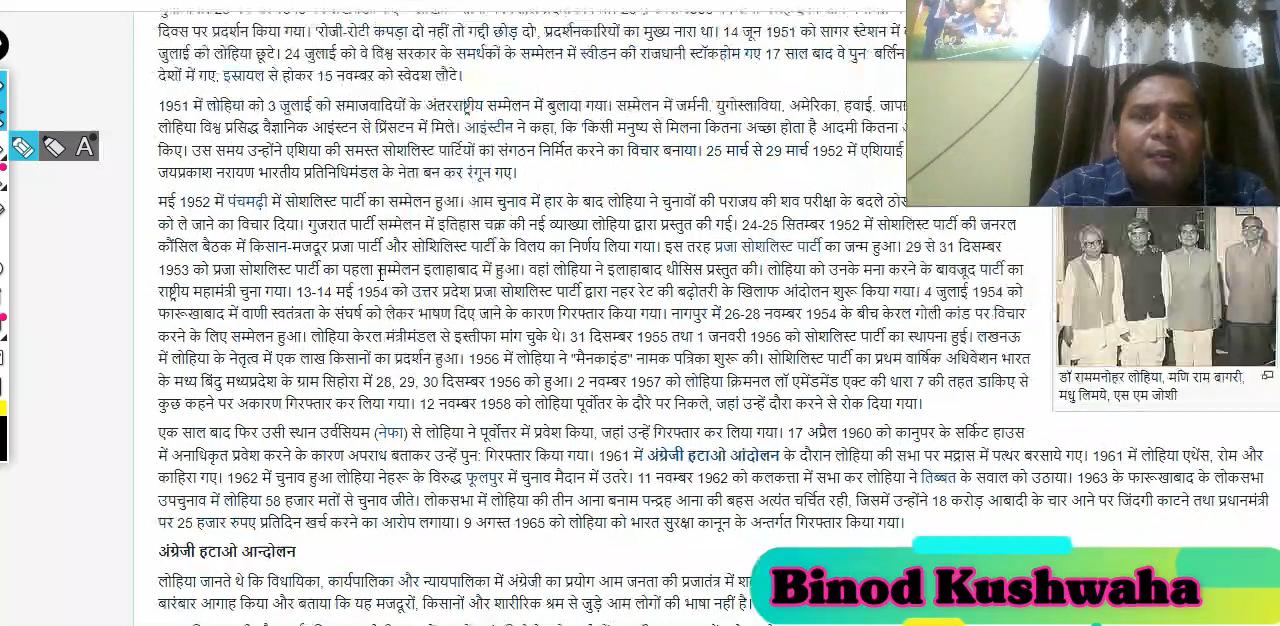 दिवस पर प्रदर्शन किया गया। 'रोजी-रोटी कपड़ा दो नहीं तो गद्दी छोड़ दो', प्रदर्शनकारियों का मुख्य नारा था। 14 जून 1951 को सागर स्टेशन में
जुलाई को लोहिया छूटे। 24 जुलाई को वे विश्व सरकार के समर्थकों के सम्मेलन में स्वीडन की राजधानी स्टॉकहोम गए 17 साल बाद वे पुन: बर्लिन
देशों में गए; इस्रायल से होकर 15 नवम्बर को स्वदेश लौटे।
1951 में लोहिया को 3 जुलाई को समाजवादियों के अंतरराष्ट्रीय सम्मेलन में बुलाया गया। सम्मेलन में जर्मनी, युगोस्लाविया, अमेरिका, हवाई,
लोहिया विश्व प्रसिद्ध वैज्ञानिक आइंस्टन से प्रिंसटन में मिले। आइंस्टीन ने कहा, कि 'किसी मनुष्य से मिलना कितना अच्छा होता है आदमी कितना
किए। उस समय उन्होंने एशिया की समस्त सोशलिस्ट पार्टियों का संगठन निर्मित करने का विचार बनाया। 25 मार्च से 29 मार्च 1952 में एशियाई
जयप्रकाश नारायण भारतीय प्रतिनिधिमंडल के नेता बन कर रंगून गए।
मई 1952 में पंचमढ़ी में सोशलिस्ट पार्टी का सम्मेलन हुआ। आम चुनाव में हार के बाद लोहिया ने चुनावों की पराजय की शव परीक्षा के बदले
को ले जाने का विचार दिया। गुजरात पार्टी सम्मेलन में इतिहास चक्र की नई व्याख्या लोहिया द्वारा प्रस्तुत की गई। 24-25 सितम्बर 1952 में सोशलिस्ट पार्टी की जनरल
कौंसिल बैठक में किसान-मजदूर प्रजा पार्टी और सोशिलिस्ट पार्टी के विलय का निर्णय लिया गया। इस तरह प्रजा सोशलिस्ट पार्टी का जन्म हुआ। 29 से 31 दिसम्बर
1953 को प्रजा सोशलिस्ट पार्टी का पहला सम्मेलन इलाहाबाद में हुआ। वहां लोहिया ने इलाहाबाद थीसिस प्रस्तुत की। लोहिया को उनके मना करने के बावजूद पार्टी का
राष्ट्रीय महामंत्री चुना गया। 13-14 मई 1954 को उत्तर प्रदेश प्रजा सोशलिस्ट पार्टी द्वारा नहर रेट की बढ़ोतरी के खिलाफ आंदोलन शुरू किया गया। 4 जुलाई 1954 को
फारूखाबाद में वाणी स्वतंत्रता के संघर्ष को लेकर भाषण दिए जाने के कारण गिरफ्तार किया गया। नागपुर में 26-28 नवम्बर 1954 के बीच केरल गोली कांड पर विचार
करने के लिए सम्मेलन हुआ। लोहिया केरल मंत्रीमंडल से इस्तीफा मांग चुके थे। 31 दिसम्बर 1955 तथा 1 जनवरी 1956 को सोशलिस्ट पार्टी का स्थापना हुई। लखनऊ
में लोहिया के नेतृत्व में एक लाख किसानों का प्रदर्शन हुआ। 1956 में लोहिया ने "मैनकाइंड" नामक पत्रिका शुरू की। सोशिलिस्ट पार्टी का प्रथम वार्षिक अधिवेशन भारत
के मध्य बिंदु मध्यप्रदेश के ग्राम सिहोरा में 28, 29, 30 दिसम्बर 1956 को हुआ। 2 नवम्बर 1957 को लोहिया क्रिमनल लॉ एमेंडमेंड एक्ट की धारा 7 की तहत डाकिए से
कुछ कहने पर अकारण गिरफ्तार कर लिया गया। 12 नवम्बर 1958 को लोहिया पूर्वोतर के दौरे पर निकले, जहां उन्हें दौरा करने से रोक दिया गया।
डॉ राममनोहर लोहिया, मणि राम बागरी,
मधु लिमये, एस एम जोशी
एक साल बाद फिर उसी स्थान उर्वसियम (नेफा) से लोहिया ने पूर्वोत्तर में प्रवेश किया, जहां उन्हें गिरफ्तार कर लिया गया। 17 अप्रैल 1960 को कानुपर के सर्किट हाउस
में अनाधिकृत प्रवेश करने के कारण अपराध बताकर उन्हें पुन: गिरफ्तार किया गया। 1961 में अंग्रेजी हटाओ आंदोलन के दौरान लोहिया की सभा पर मद्रास में पत्थर बरसाये गए। 1961 में लोहिया एथेंस, रोम और
काहिरा गए। 1962 में चुनाव हुआ लोहिया नेहरू के विरुद्ध फूलपुर में चुनाव मैदान में उतरे। 11 नवम्बर 1962 को कलकत्ता में सभा कर लोहिया ने तिब्बत के सवाल को उठाया। 1963 के फारूखाबाद के लोकसभा
उपचुनाव में लोहिया 58 हजार मतों से चुनाव जीते। लोकसभा में लोहिया की तीन आना बनाम पन्द्रह आना की बहस अत्यंत चर्चित रही, जिसमें उन्होंने 18 करोड़ आबादी के चार आने पर जिंदगी काटने तथा प्रधानमंत्री
पर 25 हजार रुपए प्रतिदिन खर्च करने का आरोप लगाया। 9 अगस्त 1965 को लोहिया को भारत सुरक्षा कानून के अन्तर्गत गिरफ्तार किया गया।
अंग्रेजी हटाओ आन्दोलन
लोहिया जानते थे कि विधायिका, कार्यपालिका और न्यायपालिका में अंग्रेजी का प्रयोग आम जनता की प्रजातंत्र में
बारंबार आगाह किया और बताया कि यह मजदूरों, किसानों और शारीरिक श्रम से जुड़े आम लोगों की भाषा नहीं है।
Binod Kushwaha
A